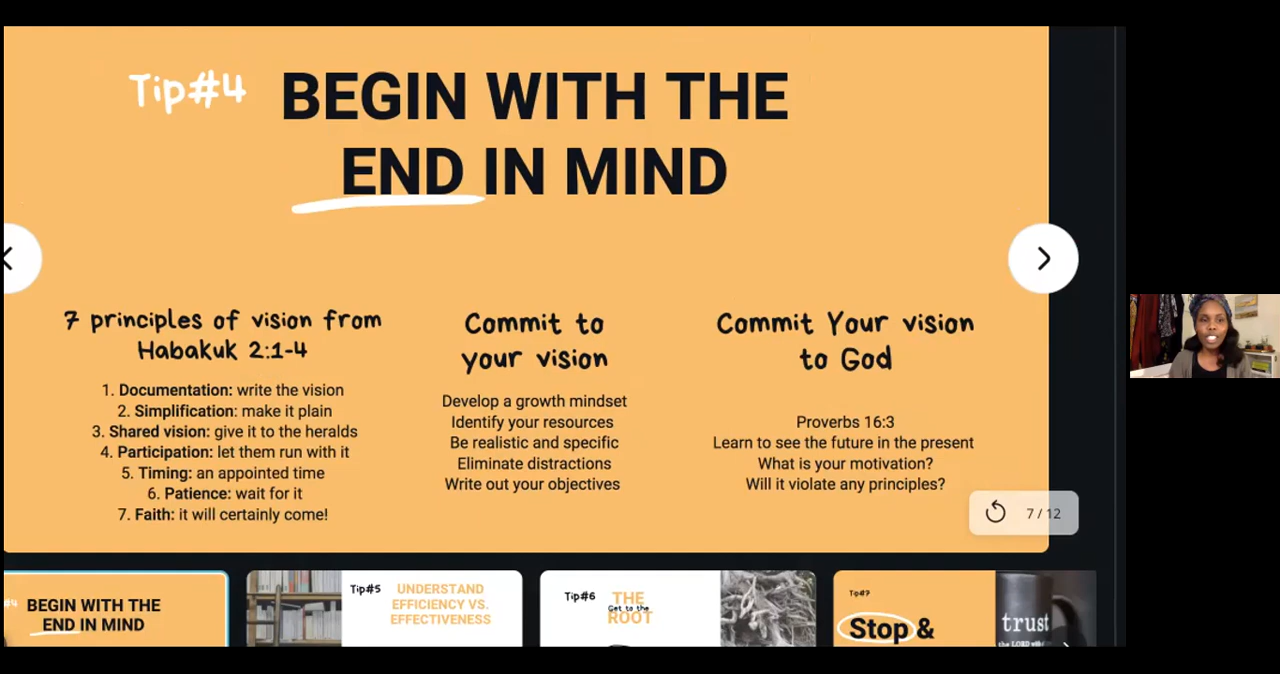 Tip#4
BEGIN WITH THE
END IN MIND
7 principles of vision from
Habakuk 2:1-4
1. Documentation: write the vision
2. Simplification: make it plain
3. Shared vision: give it to the heralds
4. Participation: let them run with it
5. Timing: an appointed time
6. Patience: wait for it
7. Faith: it will certainly come!
Commit to
your vision
Develop a growth mindset
Identify your resources
Be realistic and specific
Eliminate distractions
Write out your objectives
Commit Your vision
to God
Proverbs 16:3
Learn to see the future in the present
What is your motivation?
Will it violate any principles?
7 / 12
#4
BEGIN WITH THE
END IN MIND
Tip#5
UNDERSTAND
EFFICIENCY VS.
EFFECTIVENESS
Tip#6
THE
Get to the
ROOT
Tip#7
Stop &
trust
the LORD with